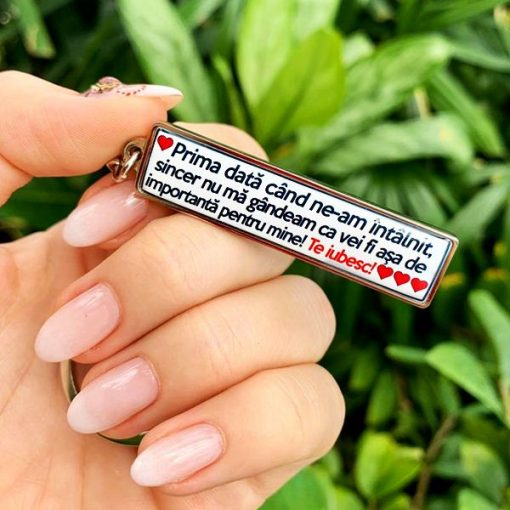 ❤Prima dată când ne-am întâlnit,
sincer nu mă gândeam ca vei fi așa de
importantă pentru mine! Te iubesc!❤❤❤